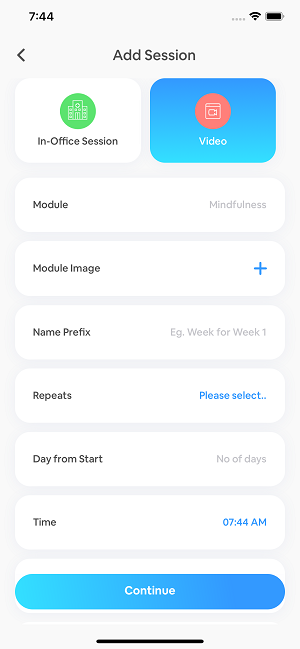 7:44
Add Session
In-Office Session
Video
Module
Mindfulness
Module Image
Name Prefix
Eg. Week for Week 1
Repeats
Please select..
Day from Start
No of days
Time
07:44 AM
Continue